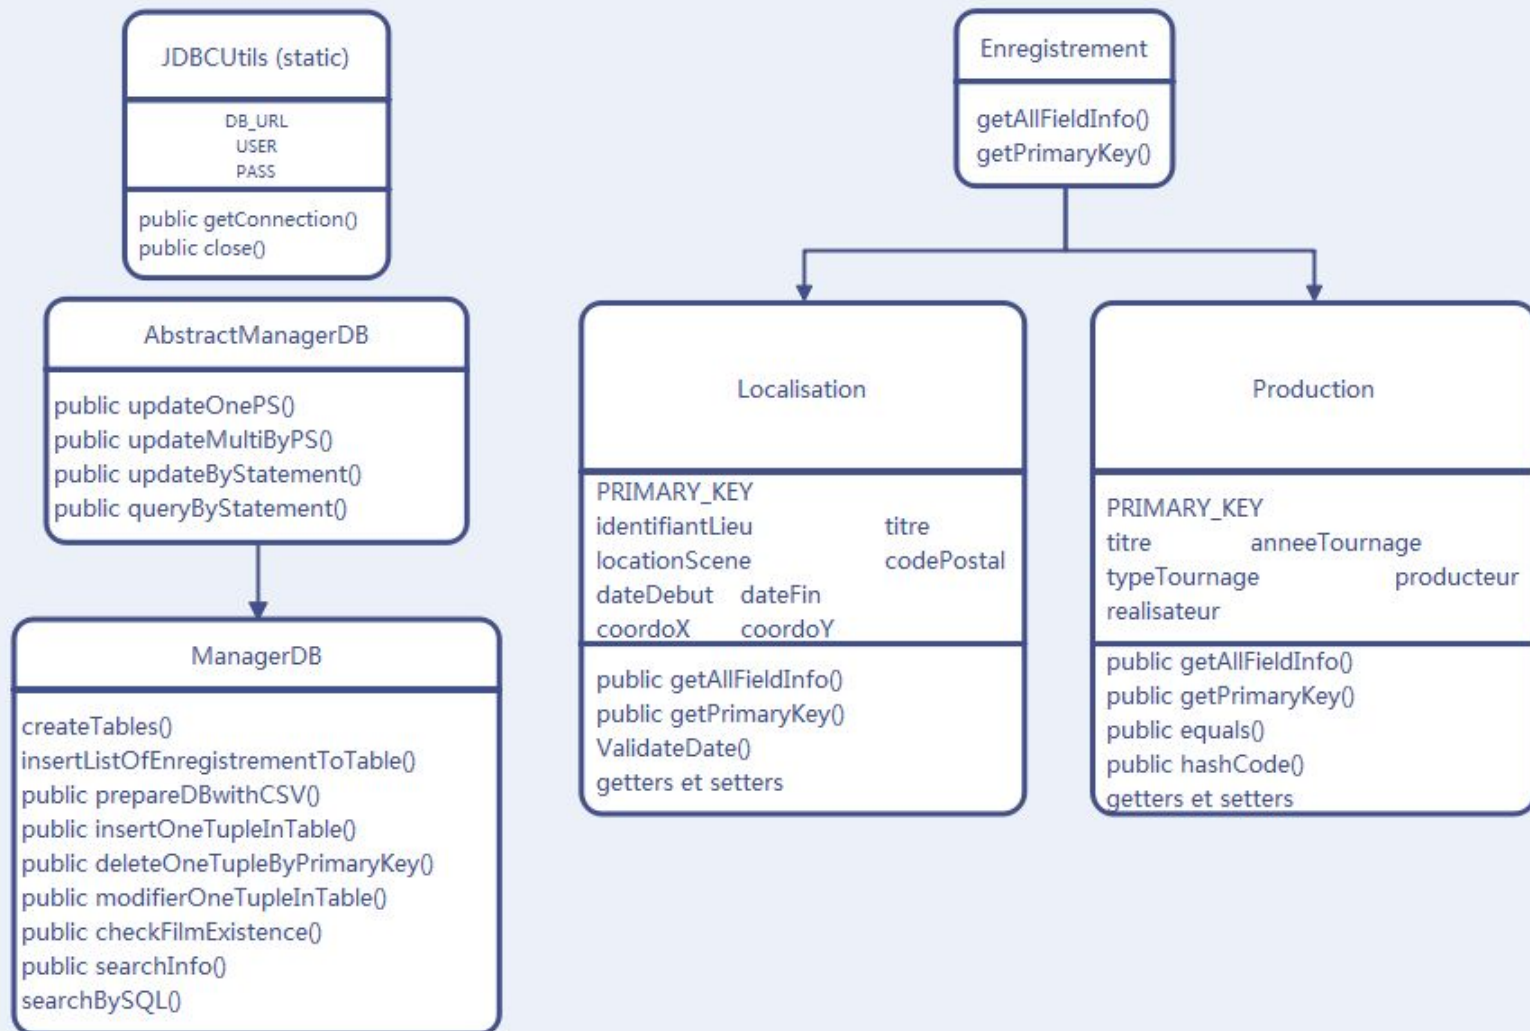 JDBCUtils (static)
DB_URL
USER
PASS
public getConnection()
public close()
AbstractManagerDB
public updateOnePS()
public updateMultiByPS()
public updateByStatement()
public queryByStatement()
ManagerDB
createTables()
insertListOfEnregistrementToTable()
public prepareDBwithCSV()
public insertOneTupleInTable()
public deleteOneTupleByPrimaryKey()
public modifierOneTupleInTable()
public checkFilmExistence()
public searchInfo()
searchBySQL()
Enregistrement
getAllFieldInfo()
getPrimaryKey()
Localisation
PRIMARY_KEY
identifiantLieu titre
locationScene codePostal
dateDebut dateFin
coordoX coordoY
public getAllFieldInfo()
public getPrimaryKey()
ValidateDate()
getters et setters
Production
PRIMARY_KEY
titre anneeTournage
typeTournage producteur
realisateur
public getAllFieldInfo()
public getPrimaryKey()
public equals()
public hashCode()
getters et setters